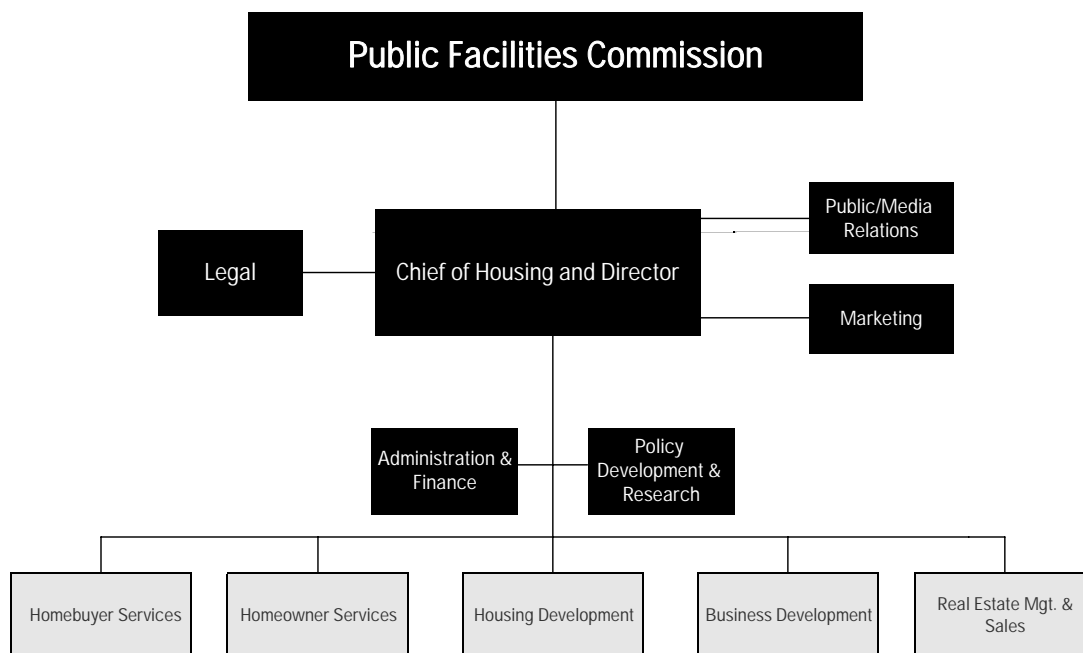 Public Facilities Commission
Public/Media
Relations
Legal
Chief of Housing and Director
Marketing
Administration &
Finance
Policy
Development &
Research
Homebuyer Services
Homeowner Services
Housing Development
Business Development
Real Estate Mgt. &
Sales